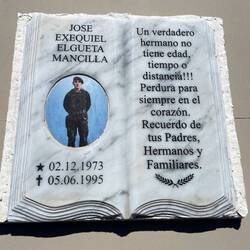 JOSE
EXEQUIEL
ELGUETA
MANCILLA
★ 02.12.1973
✝ 05.06.1995
Un verdadero
hermano no
tiene edad,
tiempo o
distancia!!!
Perdura para
siempre en el
corazón.
Recuerdo de
tus Padres,
Hermanos y
Familiares.